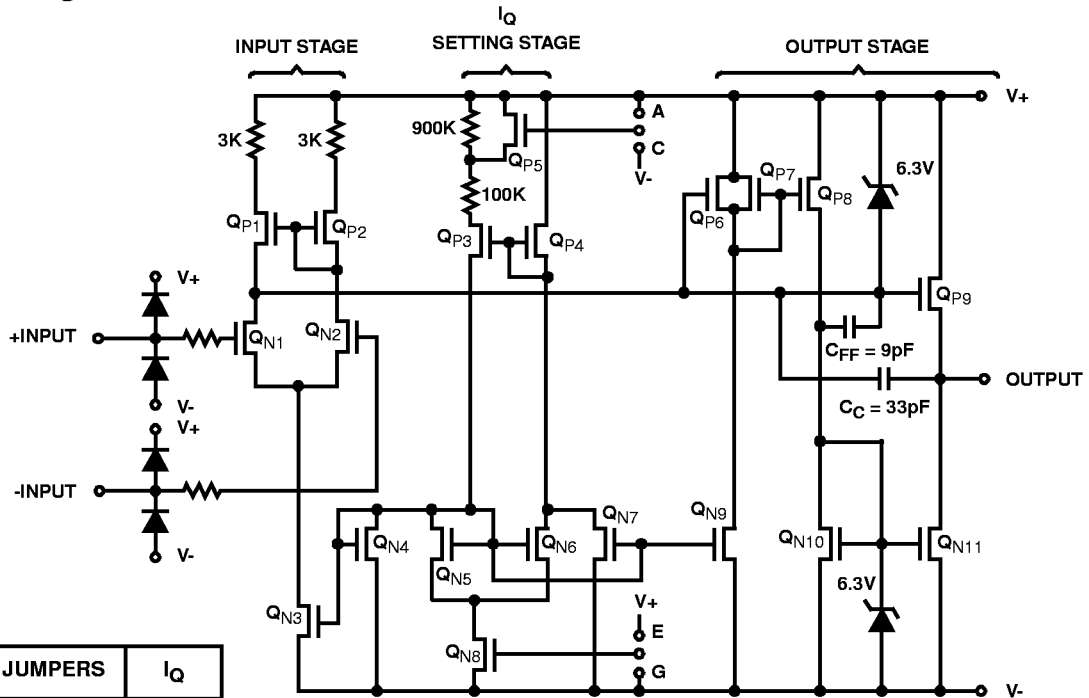 IQ
INPUT STAGE
SETTING STAGE
OUTPUT STAGE
V+
A
C
V-
3K
3K
900K
100K
QP5
QP1
QP2
QP3
QP4
QP6
QP7
QP8
6.3V
QP9
V+
+INPUT
V-
QN1
QN2
CFF = 9pF
CC = 33pF
OUTPUT
V+
-INPUT
V-
QN4
QN5
QN6
QN7
QN9
QN10
QN11
6.3V
QN3
QN8
V+
E
G
V-
JUMPERS
IQ